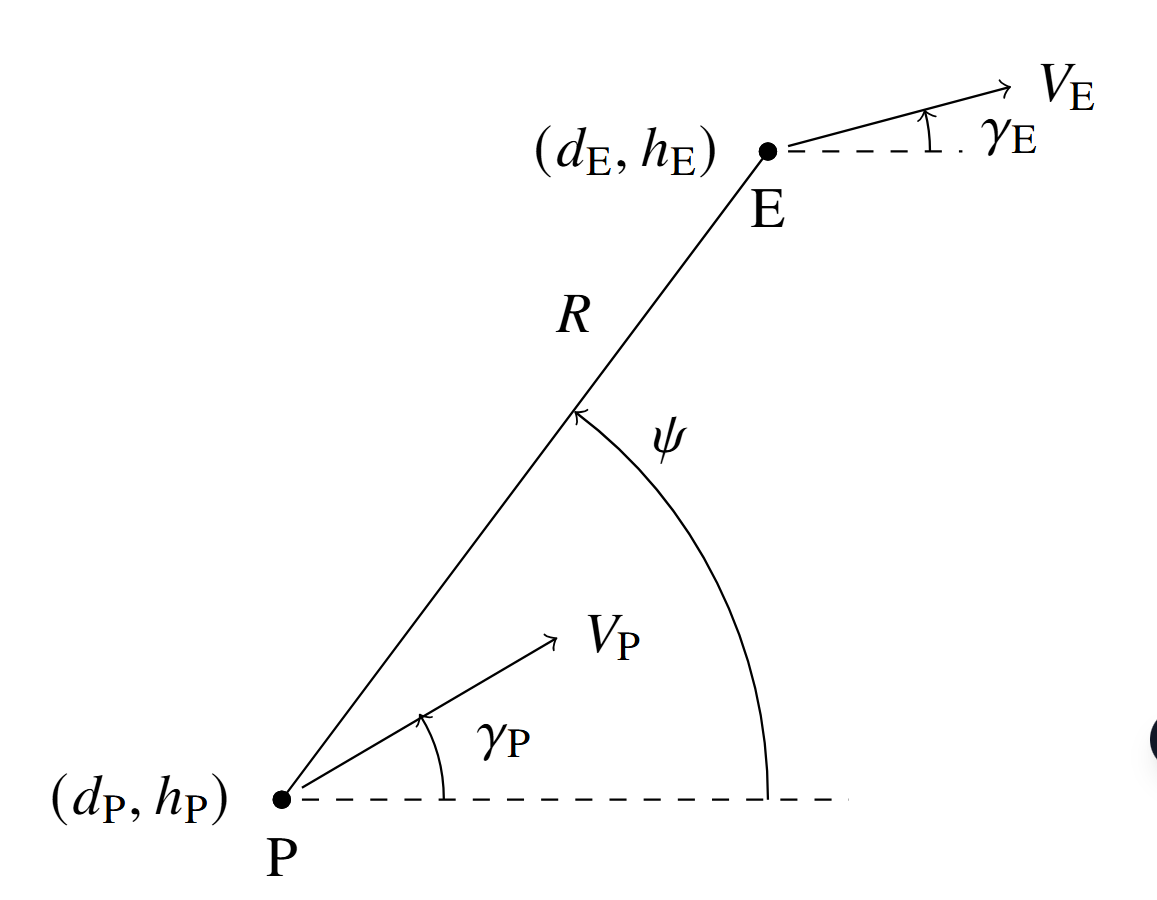 V_E
γ_E
(d_E, h_E)
E
R
ψ
V_P
γ_P
(d_P, h_P)
P